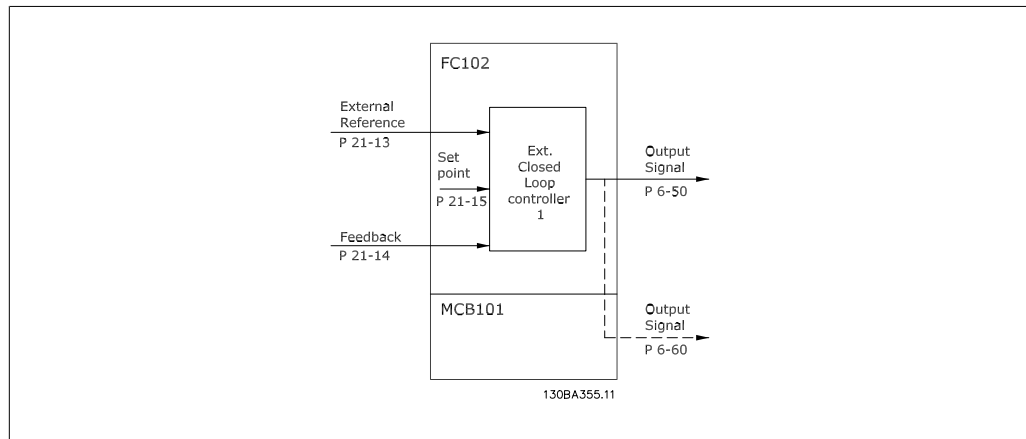 FC102
External
Reference
P 21-13
Set
point
P 21-15
Feedback
P 21-14
Ext.
Closed
Loop
controller
1
Output
Signal
P 6-50
MCB101
Output
Signal
P 6-60
130BA355.11